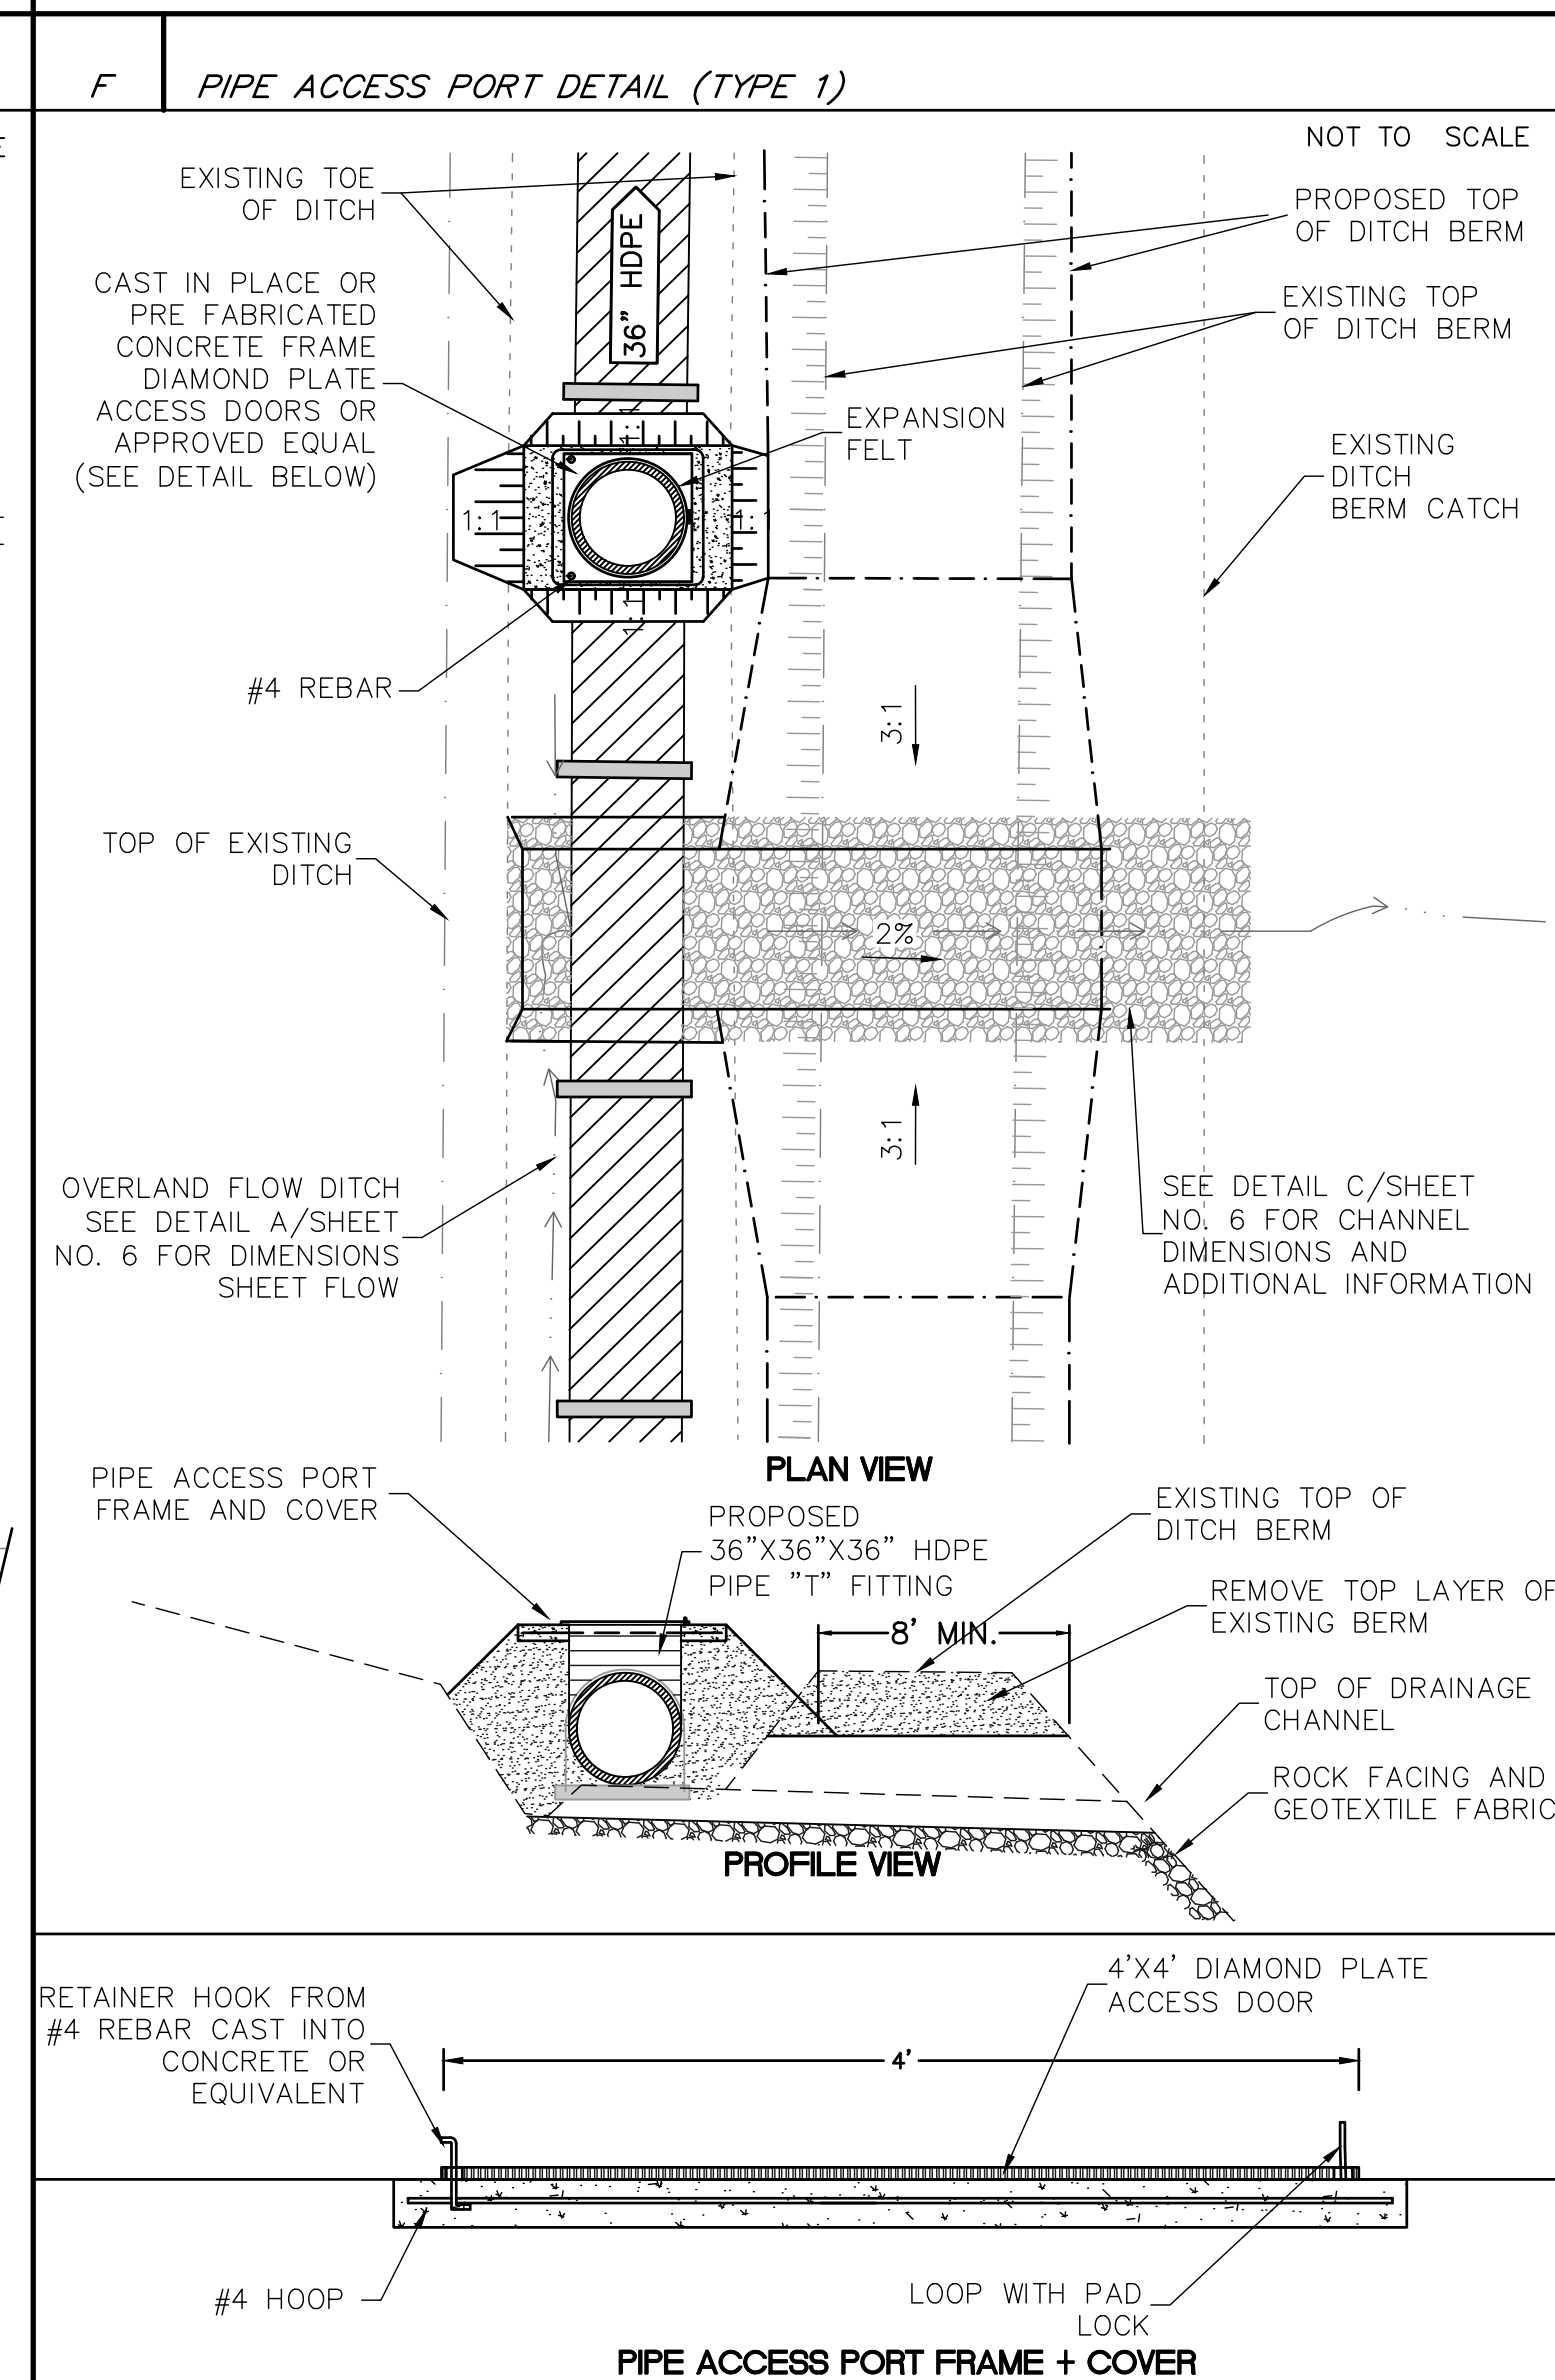 F
PIPE ACCESS PORT DETAIL (TYPE 1)
NOT TO SCALE
EXISTING TOE
OF DITCH
36" HDPE
PROPOSED TOP
OF DITCH BERM
CAST IN PLACE OR
PRE FABRICATED
CONCRETE FRAME
DIAMOND PLATE
ACCESS DOORS OR
APPROVED EQUAL
(SEE DETAIL BELOW)
EXISTING TOP
OF DITCH BERM
EXPANSION
FELT
EXISTING
DITCH
BERM CATCH
1:1
1:1
1:1
1:1
#4 REBAR
3:1
TOP OF EXISTING
DITCH
2%
3:1
OVERLAND FLOW DITCH
SEE DETAIL A/SHEET
NO. 6 FOR DIMENSIONS
SHEET FLOW
SEE DETAIL C/SHEET
NO. 6 FOR CHANNEL
DIMENSIONS AND
ADDITIONAL INFORMATION
PLAN VIEW
PIPE ACCESS PORT
FRAME AND COVER
PROPOSED
36"X36"X36" HDPE
PIPE "T" FITTING
EXISTING TOP OF
DITCH BERM
REMOVE TOP LAYER OF
EXISTING BERM
8' MIN.
TOP OF DRAINAGE
CHANNEL
ROCK FACING AND
GEOTEXTILE FABRIC
PROFILE VIEW
4'X4' DIAMOND PLATE
ACCESS DOOR
RETAINER HOOK FROM
#4 REBAR CAST INTO
CONCRETE OR
EQUIVALENT
4'
#4 HOOP
LOOP WITH PAD
LOCK
PIPE ACCESS PORT FRAME + COVER